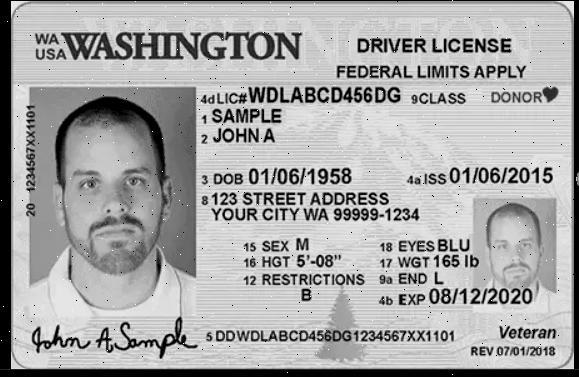 WA USA WASHINGTON DRIVER LICENSE
FEDERAL LIMITS APPLY
4d LIC# WDLABCD456DG 9 CLASS DONOR
1 SAMPLE
2 JOHN A
20 1234567XX1101
3 DOB 01/06/1958 4a ISS 01/06/2015
8 123 STREET ADDRESS
YOUR CITY WA 99999-1234
15 SEX M 18 EYES BLU
16 HGT 5'-08" 17 WGT 165 lb
12 RESTRICTIONS 9a END L
B 4b EXP 08/12/2020
John A Sample 5 DDWDLABCD456DG1234567XX1101 Veteran
REV 07/01/2018